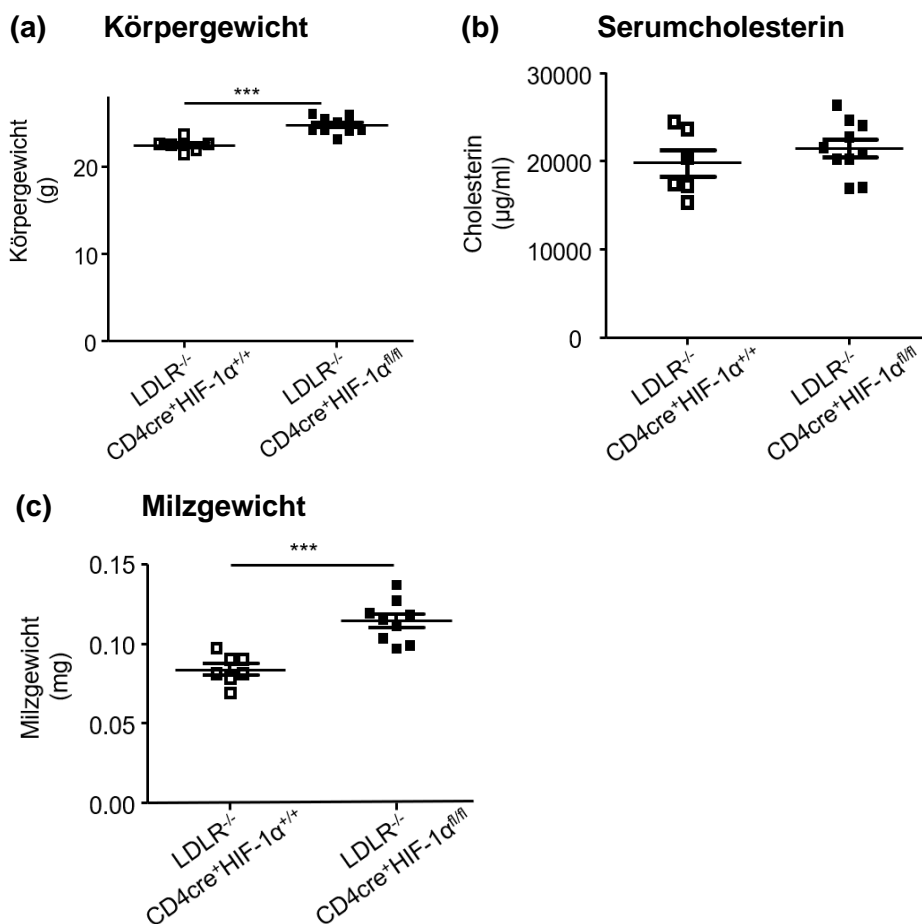 (a) Körpergewicht
***
Körpergewicht
(g)
20
10
0
LDLR-/-
CD4cre+HIF-1α+/+
LDLR-/-
CD4cre+HIF-1αfl/fl
(b) Serumcholesterin
Cholesterin
(µg/ml)
30000
20000
10000
0
LDLR-/-
CD4cre+HIF-1α+/+
LDLR-/-
CD4cre+HIF-1αfl/fl
(c) Milzgewicht
***
Milzgewicht
(mg)
0.15
0.10
0.05
0.00
LDLR-/-
CD4cre+HIF-1α+/+
LDLR-/-
CD4cre+HIF-1αfl/fl